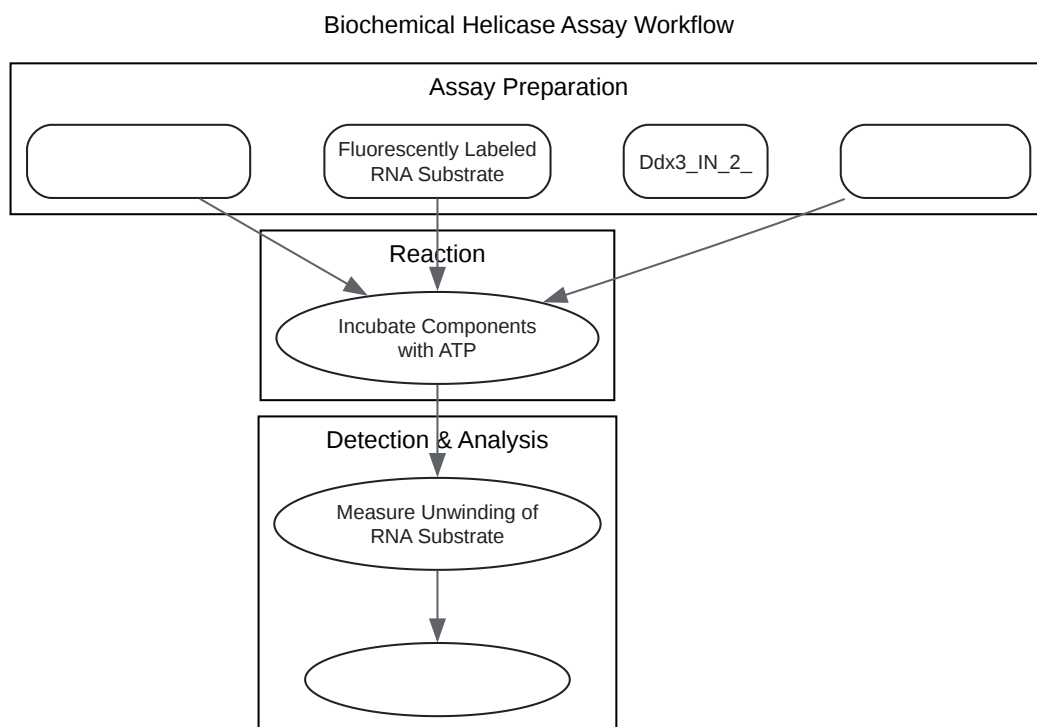 Biochemical Helicase Assay Workflow
Assay Preparation
Fluorescently Labeled
RNA Substrate
Ddx3_IN_2_
Reaction
Incubate Components
with ATP
Detection & Analysis
Measure Unwinding of
RNA Substrate